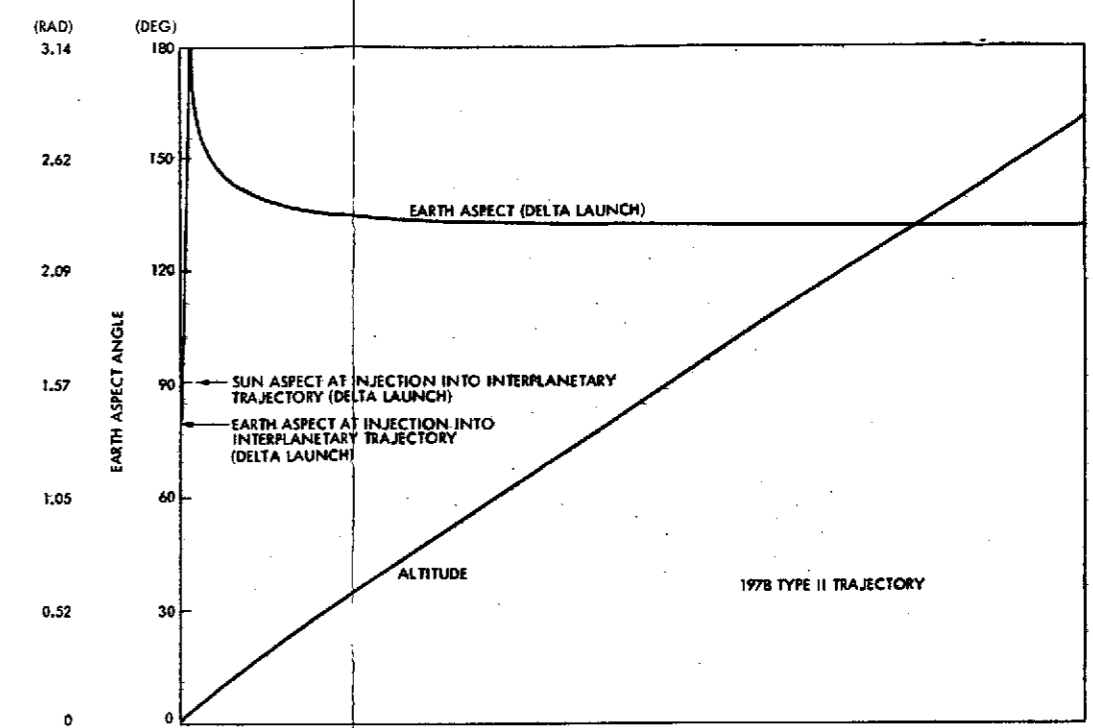 (RAD) (DEG)
3.14 180
2.62 150
EARTH ASPECT (DELTA LAUNCH)
2.09 120
EARTH ASPECT ANGLE
1.57 90
SUN ASPECT AT INJECTION INTO INTERPLANETARY
TRAJECTORY (DELTA LAUNCH)
EARTH ASPECT AT INJECTION INTO
INTERPLANETARY TRAJECTORY
(DELTA LAUNCH)
1.05 60
ALTITUDE
1978 TYPE II TRAJECTORY
0.52 30
0 0